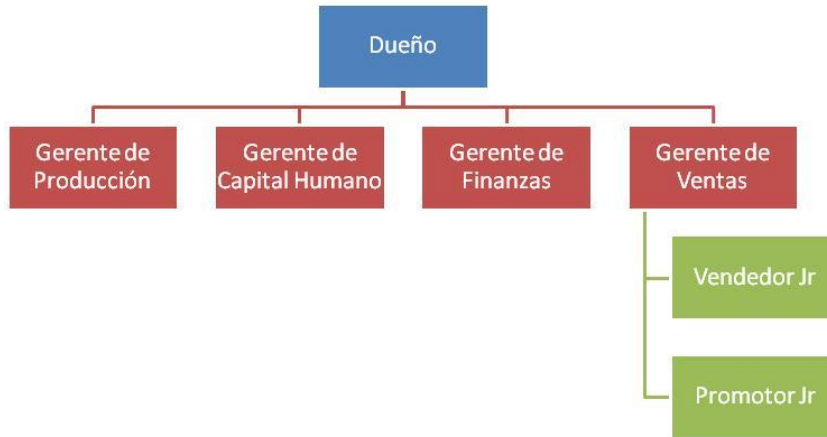 Dueño
Gerente de
Producción
Gerente de
Capital Humano
Gerente de
Finanzas
Gerente de
Ventas
Vendedor Jr
Promotor Jr